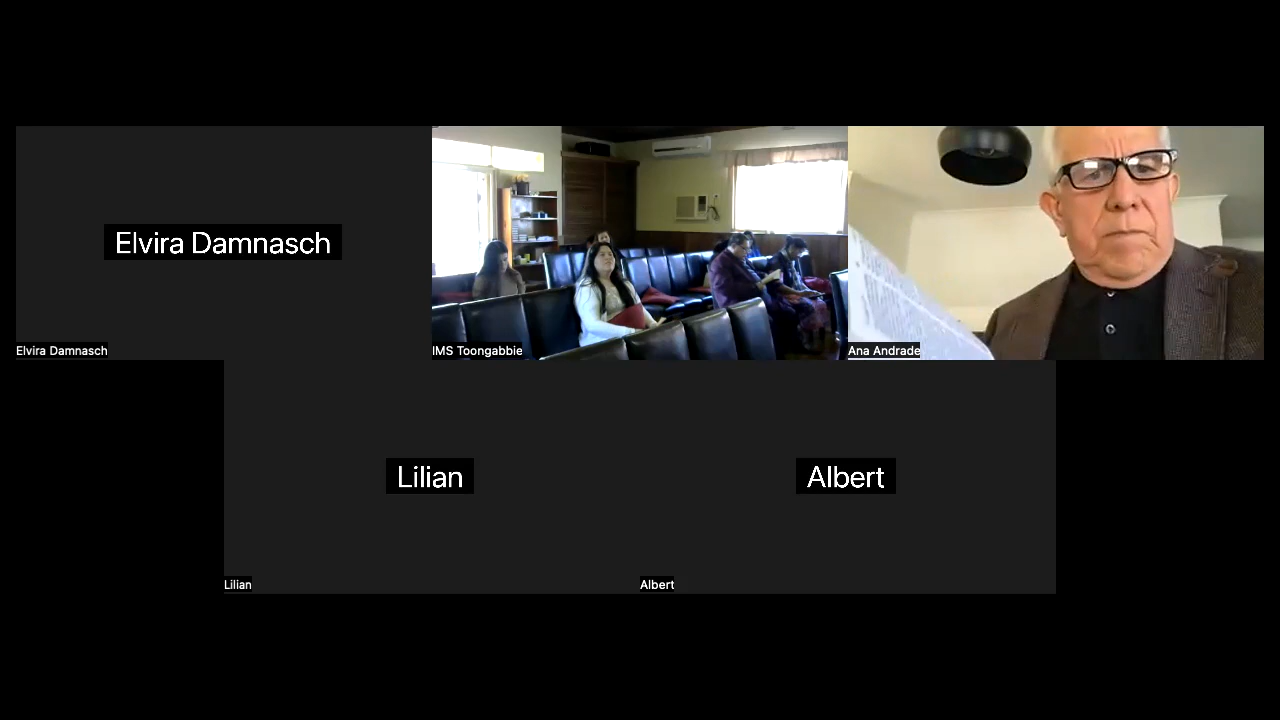 Elvira Damnasch
Elvira Damnasch
IMS Toongabbie
Ana Andrade
Lilian
Albert
Lilian
Albert